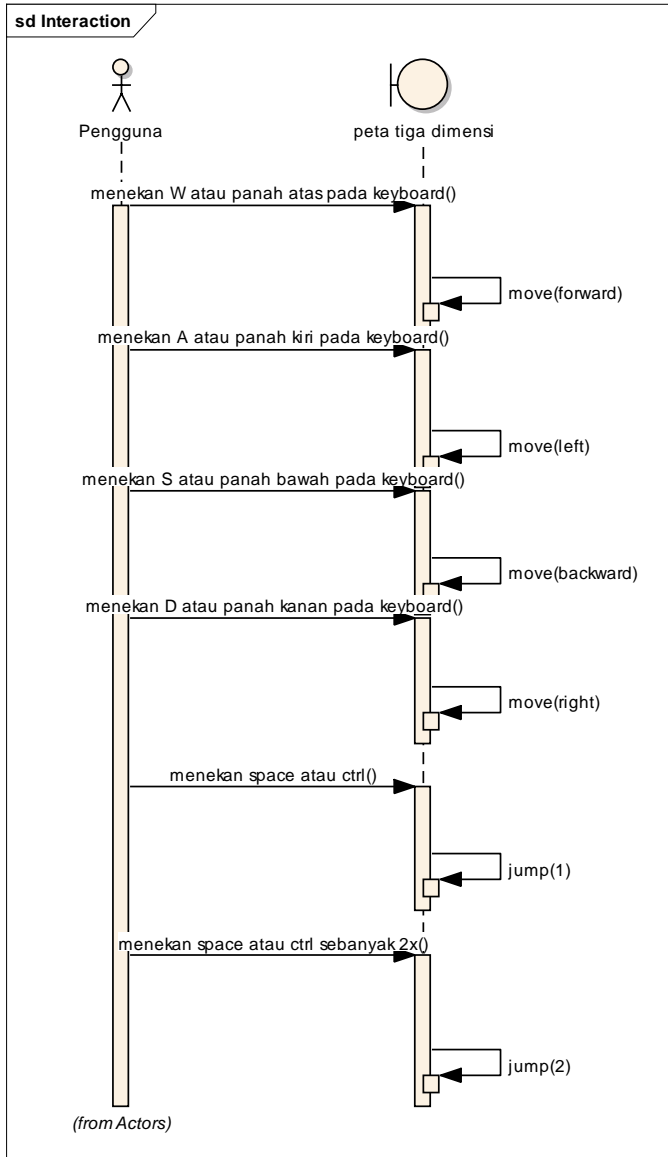 sd Interaction
Pengguna
peta tiga dimensi
menekan W atau panah atas pada keyboard()
move(forward)
menekan A atau panah kiri pada keyboard()
move(left)
menekan S atau panah bawah pada keyboard()
move(backward)
menekan D atau panah kanan pada keyboard()
move(right)
menekan space atau ctrl()
jump(1)
menekan space atau ctrl sebanyak 2x()
jump(2)
(from Actors)